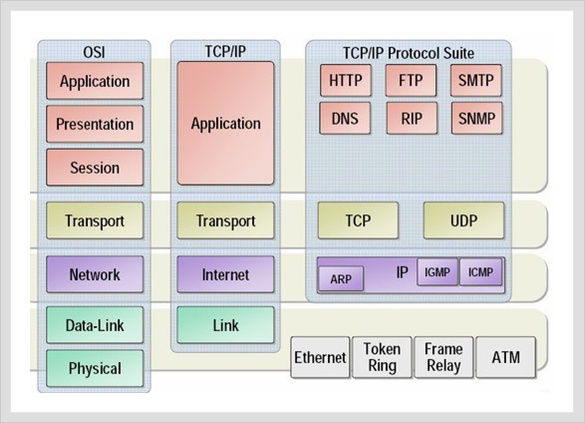 OSI
TCP/IP
TCP/IP Protocol Suite
Application
Presentation
Session
Application
HTTP
FTP
SMTP
DNS
RIP
SNMP
Transport
Transport
TCP
UDP
Network
Internet
ARP
IP
IGMP
ICMP
Data-Link
Link
Physical
Ethernet
Token
Ring
Frame
Relay
ATM